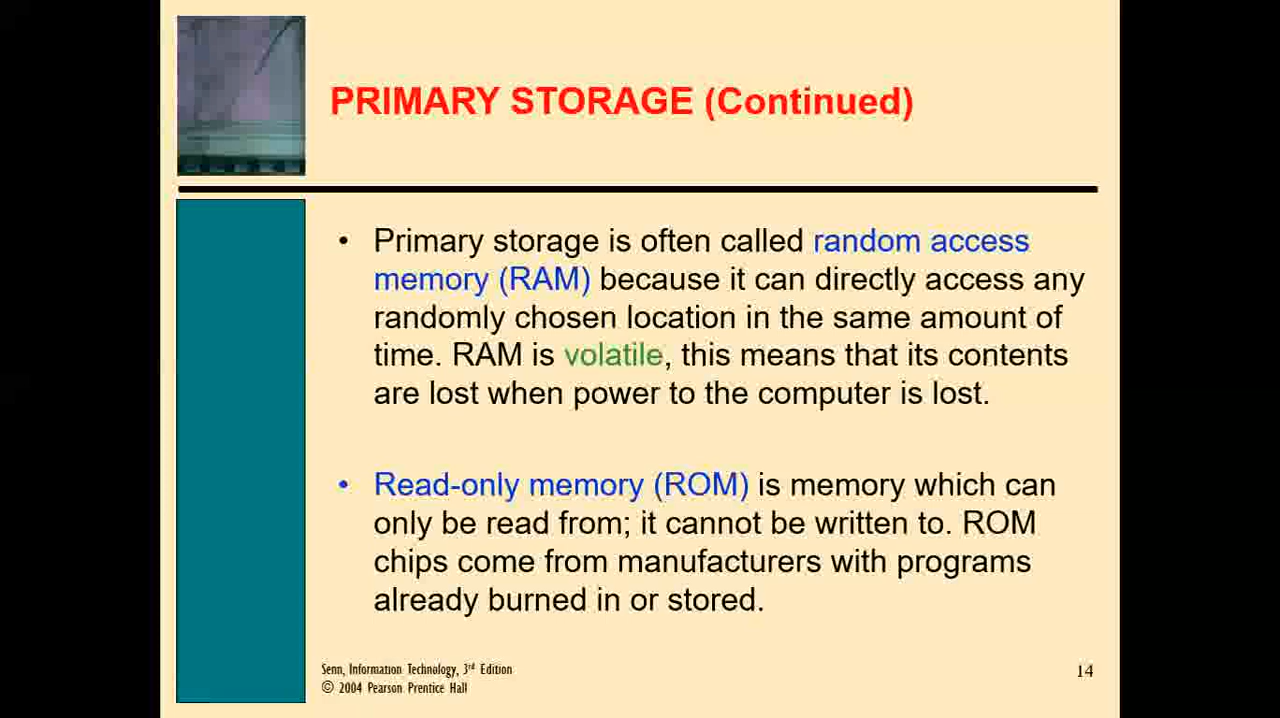 PRIMARY STORAGE (Continued)
• Primary storage is often called random access
memory (RAM) because it can directly access any
randomly chosen location in the same amount of
time. RAM is volatile, this means that its contents
are lost when power to the computer is lost.
• Read-only memory (ROM) is memory which can
only be read from; it cannot be written to. ROM
chips come from manufacturers with programs
already burned in or stored.
Senn, Information Technology, 3rd Edition
© 2004 Pearson Prentice Hall
14